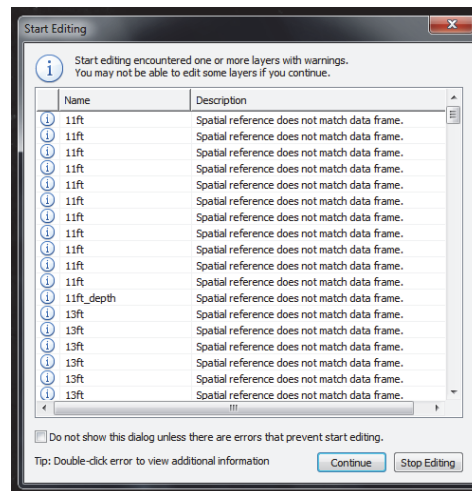 Start Editing
Start editing encountered one or more layers with warnings.
You may not be able to edit some layers if you continue.
Name Description
11ft Spatial reference does not match data frame.
11ft Spatial reference does not match data frame.
11ft Spatial reference does not match data frame.
11ft Spatial reference does not match data frame.
11ft Spatial reference does not match data frame.
11ft Spatial reference does not match data frame.
11ft Spatial reference does not match data frame.
11ft Spatial reference does not match data frame.
11ft Spatial reference does not match data frame.
11ft Spatial reference does not match data frame.
11ft Spatial reference does not match data frame.
11ft_depth Spatial reference does not match data frame.
13ft Spatial reference does not match data frame.
13ft Spatial reference does not match data frame.
13ft Spatial reference does not match data frame.
13ft Spatial reference does not match data frame.
13ft Spatial reference does not match data frame.
13ft Spatial reference does not match data frame.
Do not show this dialog unless there are errors that prevent start editing.
Tip: Double-click error to view additional information Continue Stop Editing